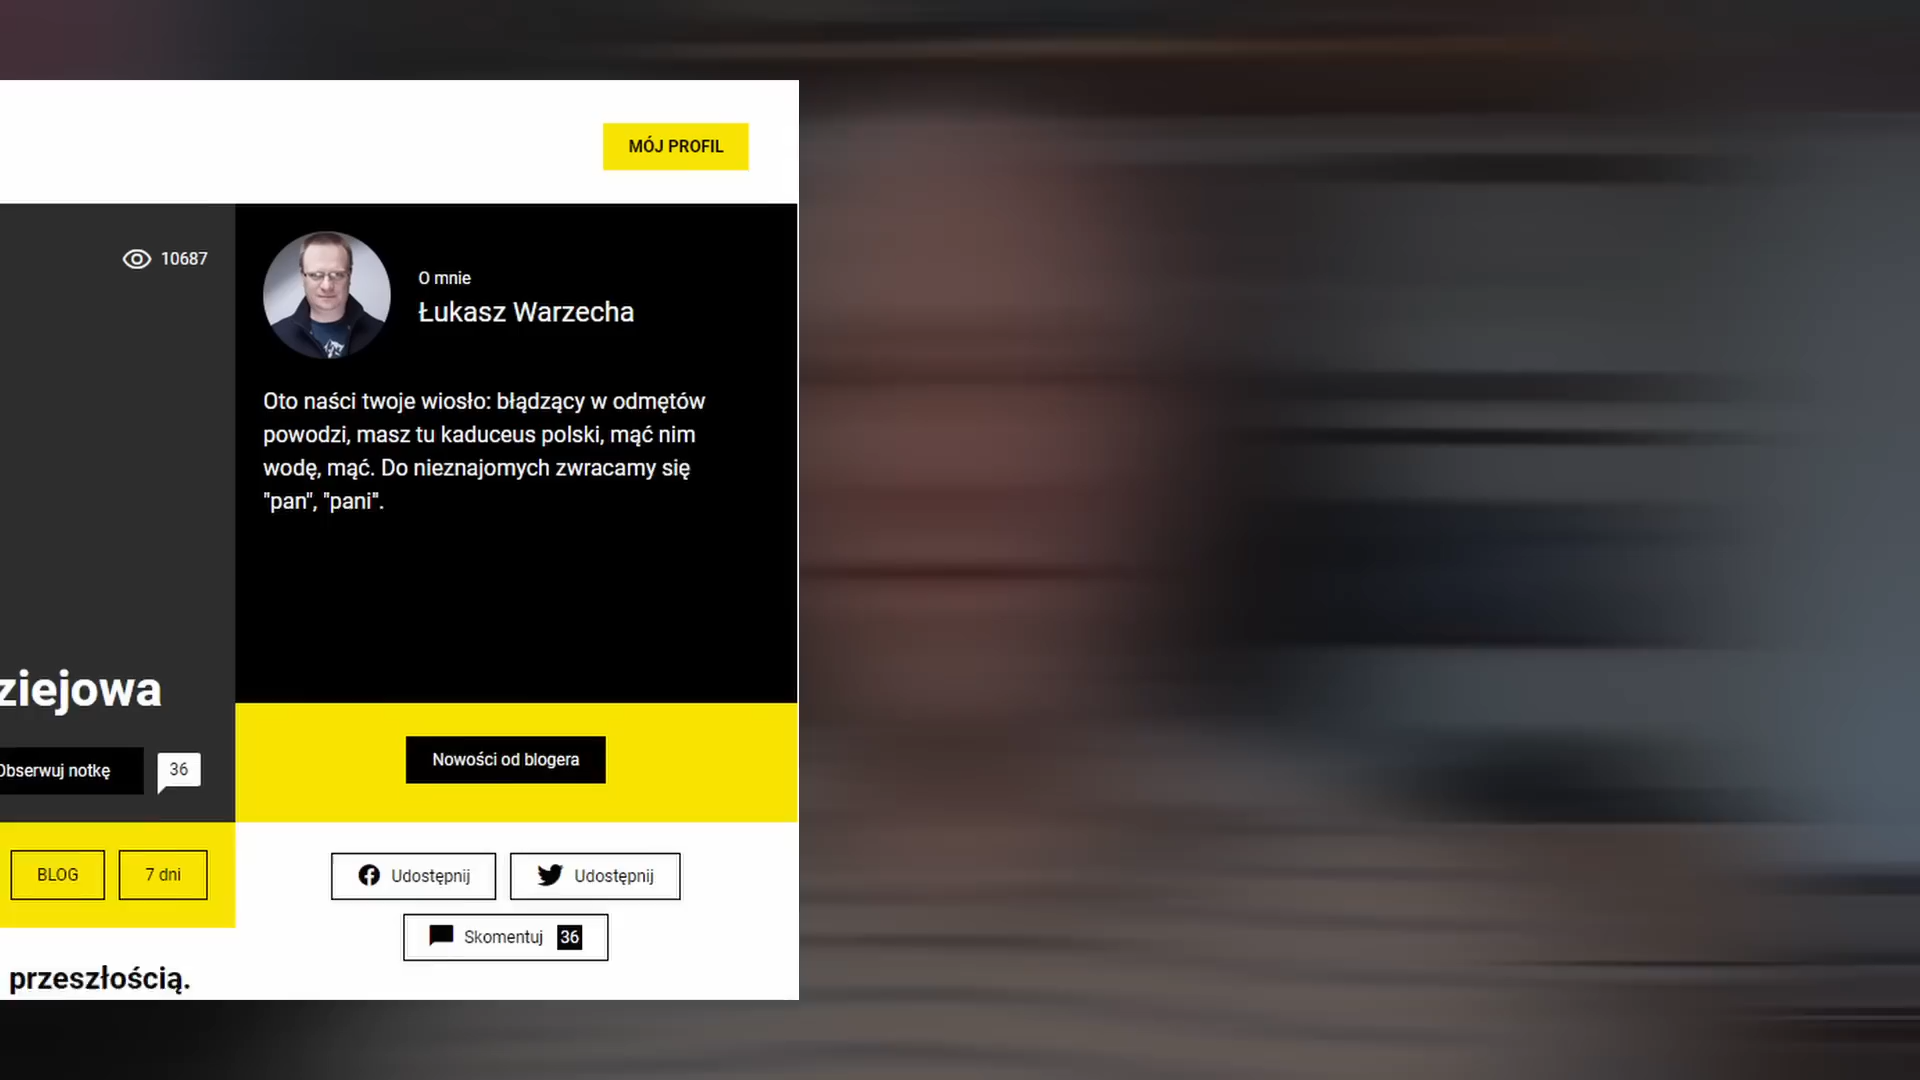 MÓJ PROFIL
10687
O mnie
Łukasz Warzecha
Oto naści twoje wiosło: błądzący w odmętów
powodzi, masz tu kaduceus polski, mąć nim
wodę, mąć. Do nieznajomych zwracamy się
"pan", "pani".
ziejowa
Obserwuj notkę
36
Nowości od blogera
BLOG
7 dni
Udostępnij
Udostępnij
Skomentuj 36
przeszłością.